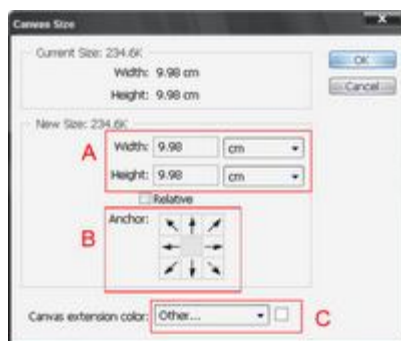 Canvas Size
X
Current Size: 234.6K
OK
Width: 9.98 cm
Cancel
Height: 9.98 cm
New Size: 234.6K
A Width: 9.98 cm
Height: 9.98 cm
Relative
Anchor:
B
Canvas extension color: Other... C